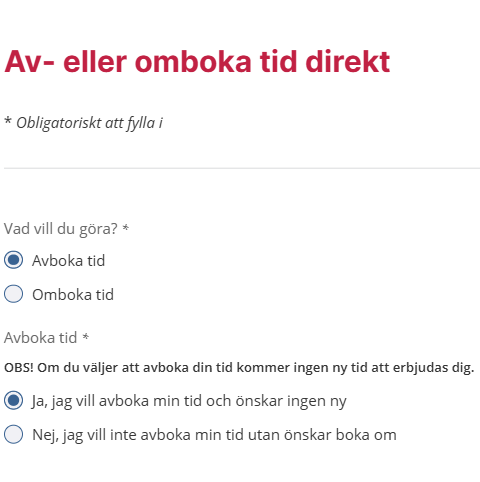 Av- eller omboka tid direkt
* Obligatoriskt att fylla i
Vad vill du göra? *
Avboka tid
Omboka tid
Avboka tid *
OBS! Om du väljer att avboka din tid kommer ingen ny tid att erbjudas dig.
Ja, jag vill avboka min tid och önskar ingen ny
Nej, jag vill inte avboka min tid utan önskar boka om